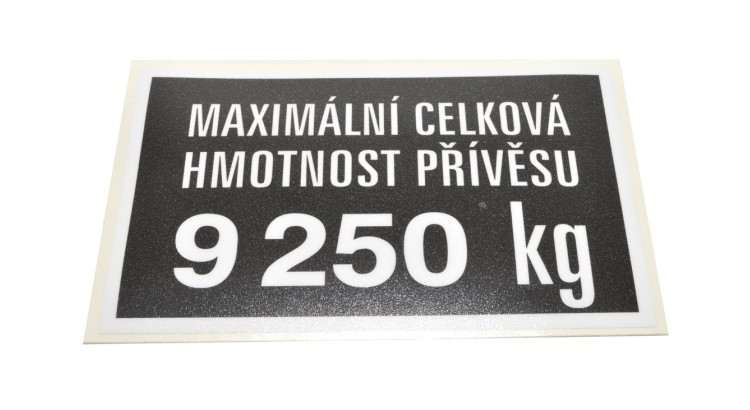 MAXIMÁLNÍ CELKOVÁ
HMOTNOST PŘÍVĚSU
9 250 kg